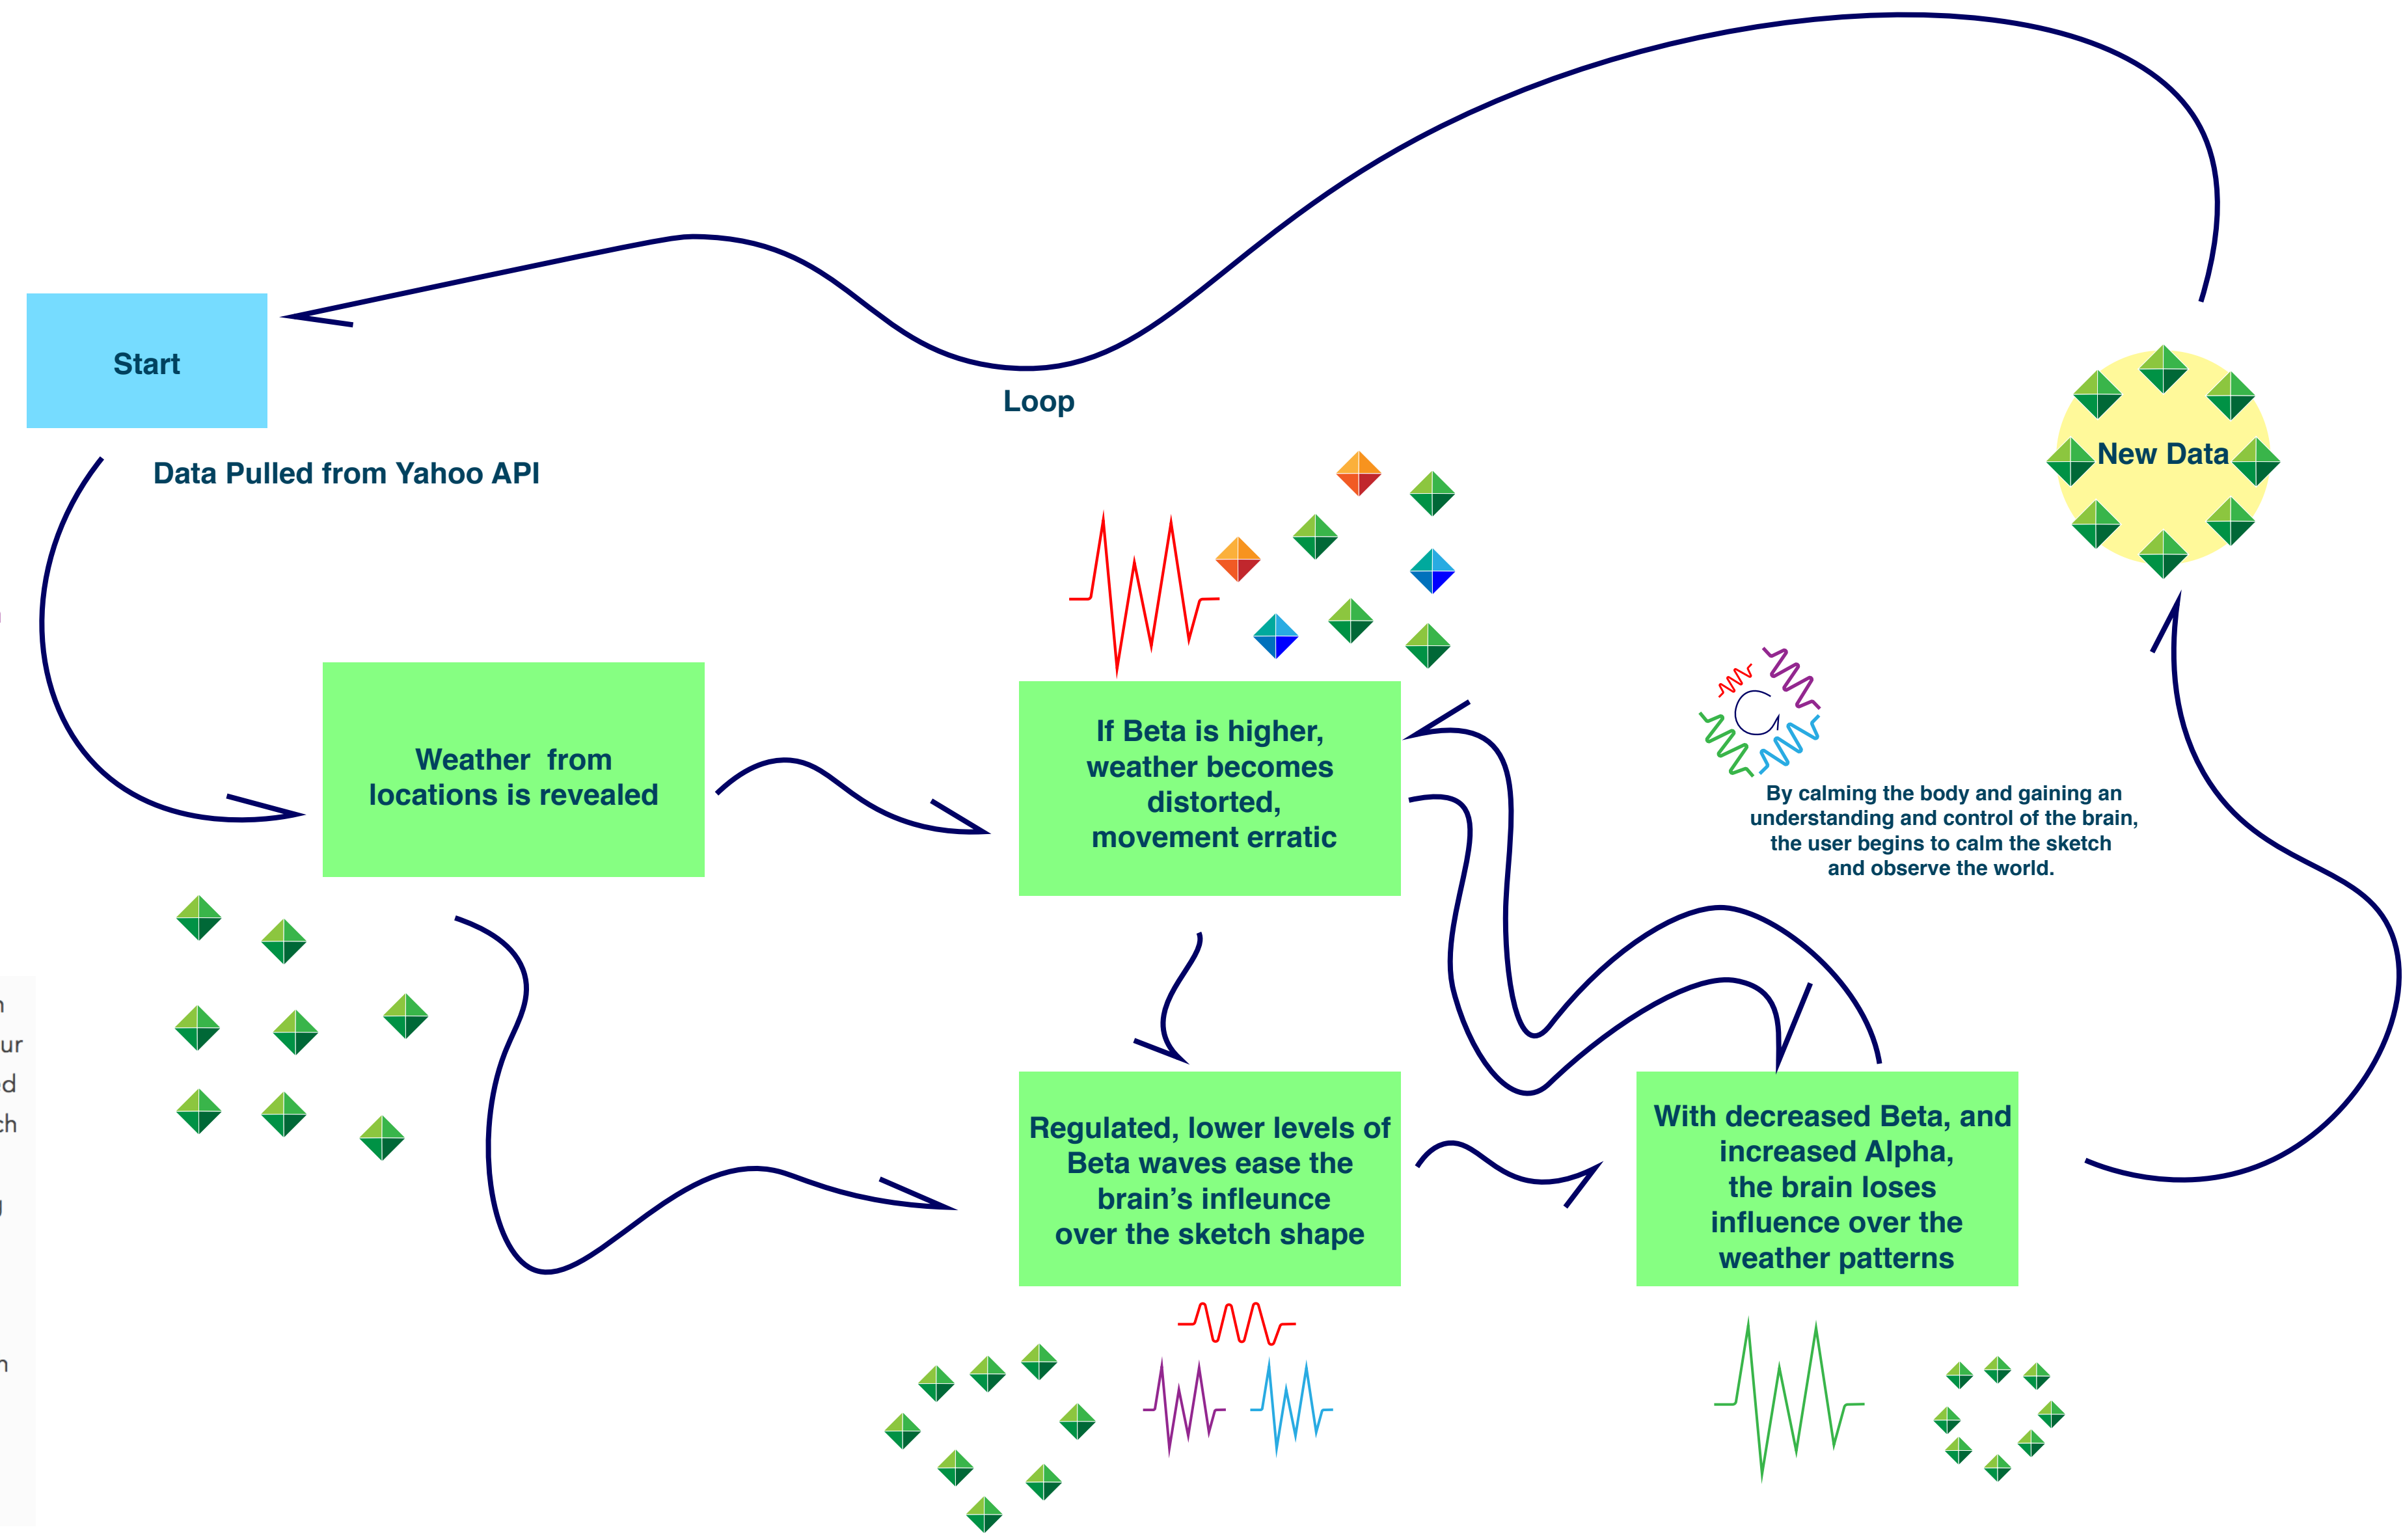 Start
Data Pulled from Yahoo API
Loop
New Data
Weather from
locations is revealed
If Beta is higher,
weather becomes
distorted,
movement erratic
By calming the body and gaining an
understanding and control of the brain,
the user begins to calm the sketch
and observe the world.
Regulated, lower levels of
Beta waves ease the
brain’s infleunce
over the sketch shape
With decreased Beta, and
increased Alpha,
the brain loses
influence over the
weather patterns